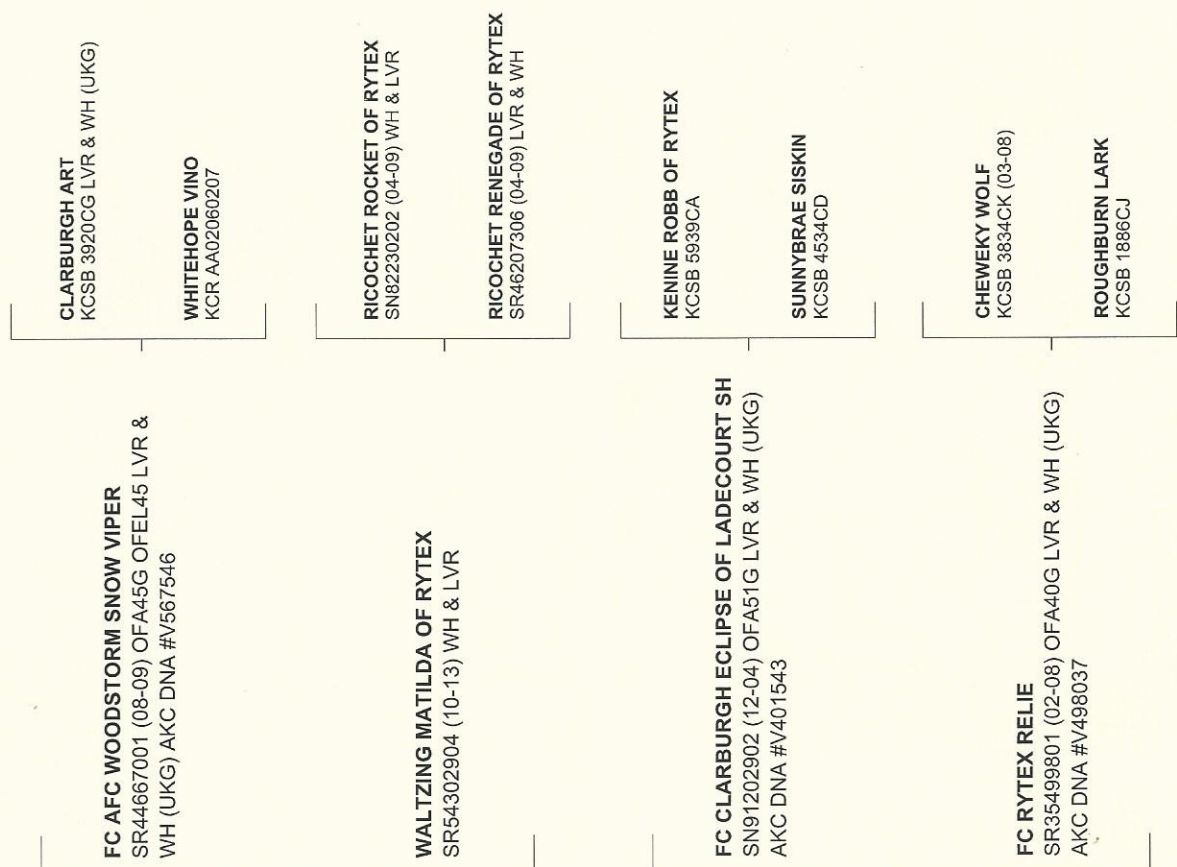 FC AFC WOODSTORM SNOW VIPER
SR44667001 (08-09) OFA45G OFEL45 LVR &
WH (UKG) AKC DNA #V567546
CLARBURGH ART
KCSB 3920CG LVR & WH (UKG)
WHITEHOPE VINO
KCR AA02060207
WALTZING MATILDA OF RYTEX
SR54302904 (10-13) WH & LVR
RICOCHET ROCKET OF RYTEX
SN82230202 (04-09) WH & LVR
RICOCHET RENEGADE OF RYTEX
SR46207306 (04-09) LVR & WH
FC CLARBURGH ECLIPSE OF LADECOURT SH
SN91202902 (12-04) OFA51G LVR & WH (UKG)
AKC DNA #V401543
KENINE ROBB OF RYTEX
KCSB 5939CA
SUNNYBRAE SISKIN
KCSB 4534CD
FC RYTEX RELIE
SR35499801 (02-08) OFA40G LVR & WH (UKG)
AKC DNA #V498037
CHEWEKY WOLF
KCSB 3834CK (03-08)
ROUGHBURN LARK
KCSB 1886CJ